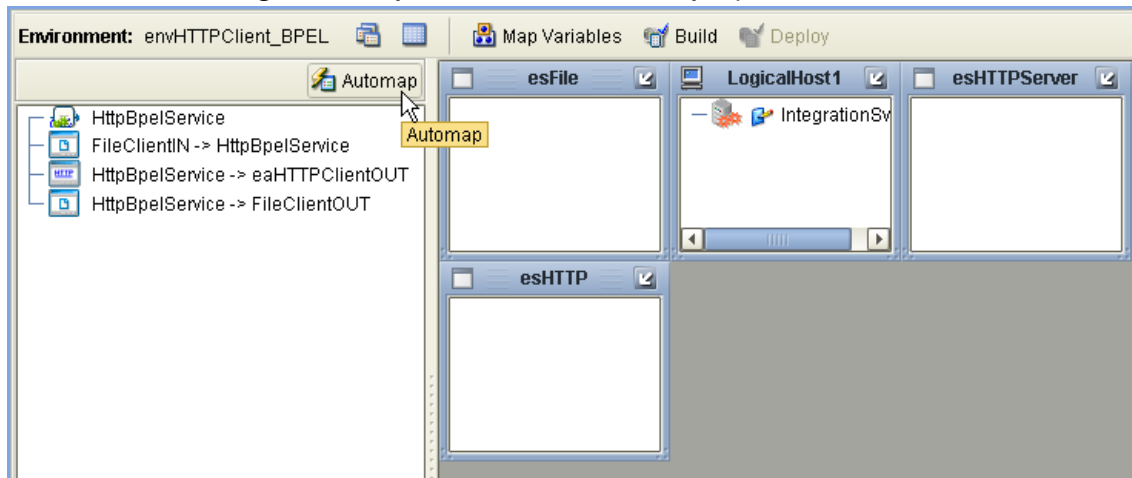 Environment: envHTTPClient_BPEL Map Variables Build Deploy
Automap
esFile
LogicalHost1
esHTTPServer
HttpBpelService
FileClientIN -> HttpBpelService
HttpBpelService -> eaHTTPClientOUT
HttpBpelService -> FileClientOUT
Automap
IntegrationSv
esHTTP